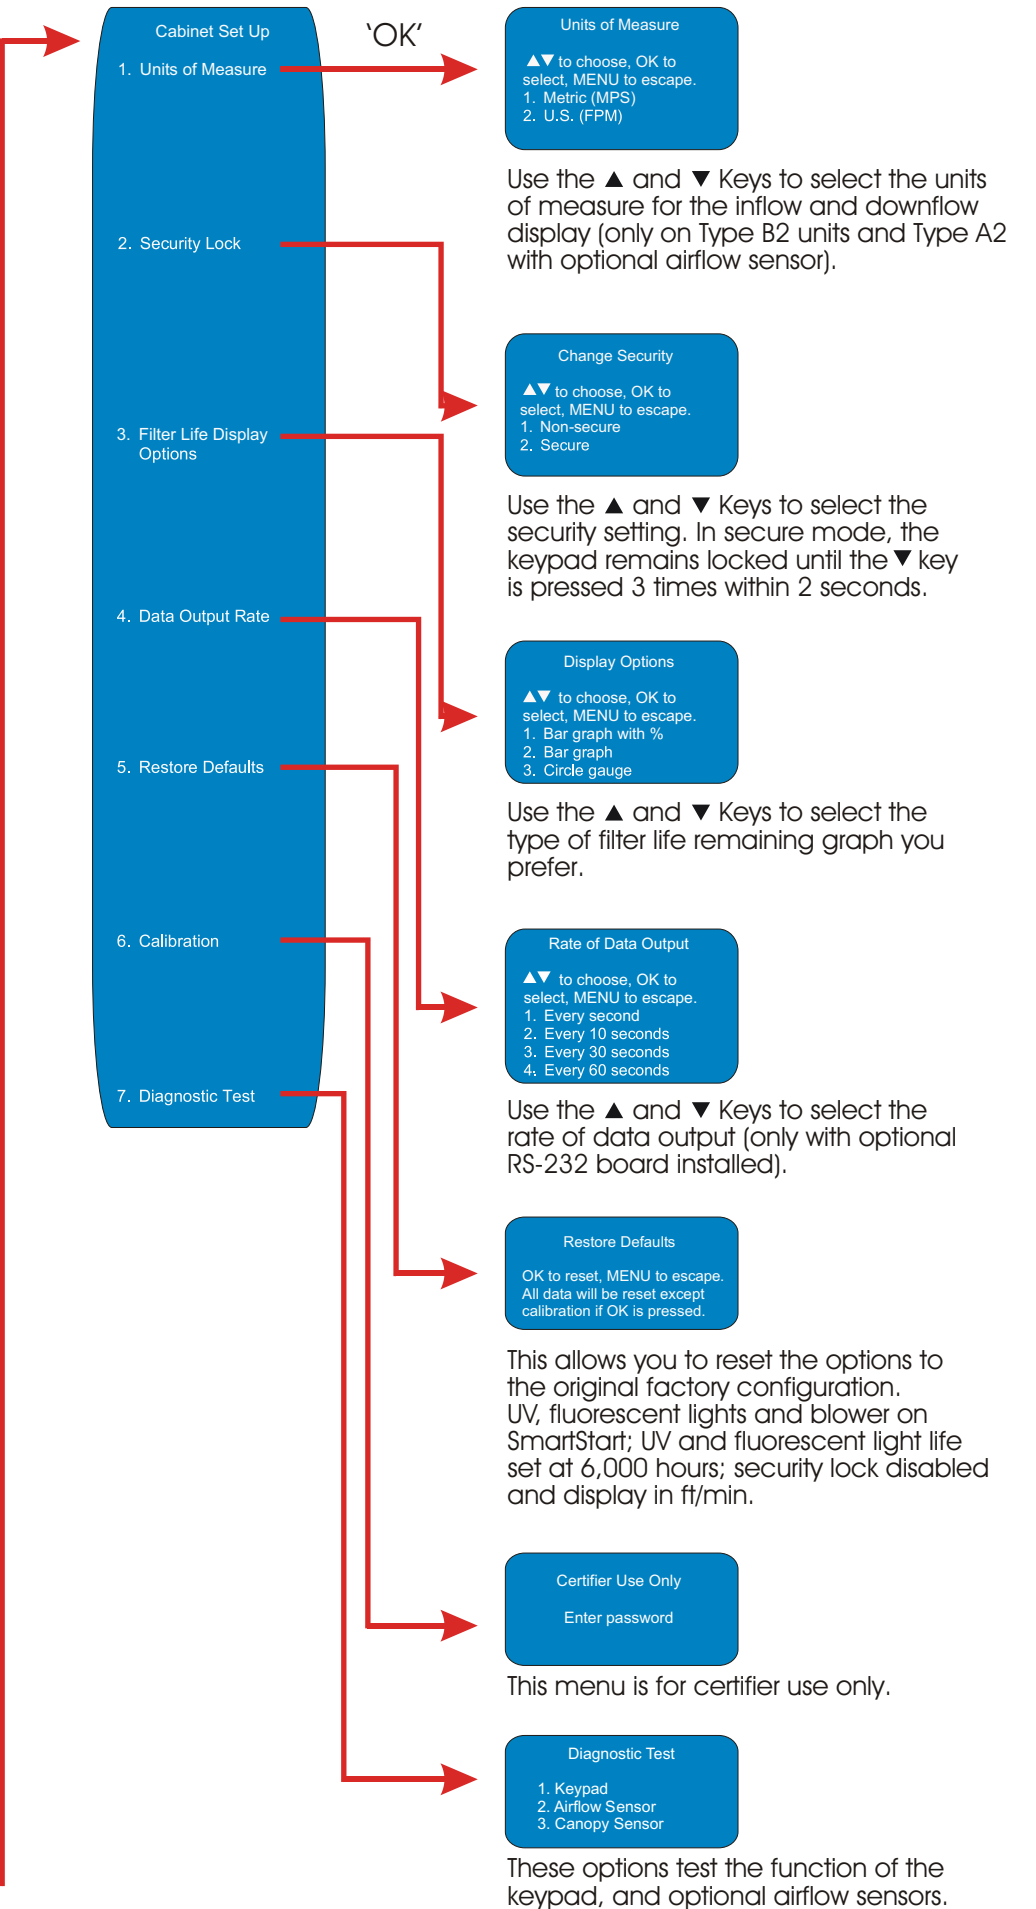 Cabinet Set Up
1. Units of Measure
2. Security Lock
3. Filter Life Display
Options
4. Data Output Rate
5. Restore Defaults
6. Calibration
7. Diagnostic Test
‘OK’
Units of Measure
▲▼ to choose, OK to
select, MENU to escape.
1. Metric (MPS)
2. U.S. (FPM)
Use the ▲ and ▼ Keys to select the units
of measure for the inflow and downflow
display (only on Type B2 units and Type A2
with optional airflow sensor).
Change Security
▲▼ to choose, OK to
select, MENU to escape.
1. Non-secure
2. Secure
Use the ▲ and ▼ Keys to select the
security setting. In secure mode, the
keypad remains locked until the ▼ key
is pressed 3 times within 2 seconds.
Display Options
▲▼ to choose, OK to
select, MENU to escape.
1. Bar graph with %
2. Bar graph
3. Circle gauge
Use the ▲ and ▼ Keys to select the
type of filter life remaining graph you
prefer.
Rate of Data Output
▲▼ to choose, OK to
select, MENU to escape.
1. Every second
2. Every 10 seconds
3. Every 30 seconds
4. Every 60 seconds
Use the ▲ and ▼ Keys to select the
rate of data output (only with optional
RS-232 board installed).
Restore Defaults
OK to reset, MENU to escape.
All data will be reset except
calibration if OK is pressed.
This allows you to reset the options to
the original factory configuration.
UV, fluorescent lights and blower on
SmartStart; UV and fluorescent light life
set at 6,000 hours; security lock disabled
and display in ft/min.
Certifier Use Only
Enter password
This menu is for certifier use only.
Diagnostic Test
1. Keypad
2. Airflow Sensor
3. Canopy Sensor
These options test the function of the
keypad, and optional airflow sensors.